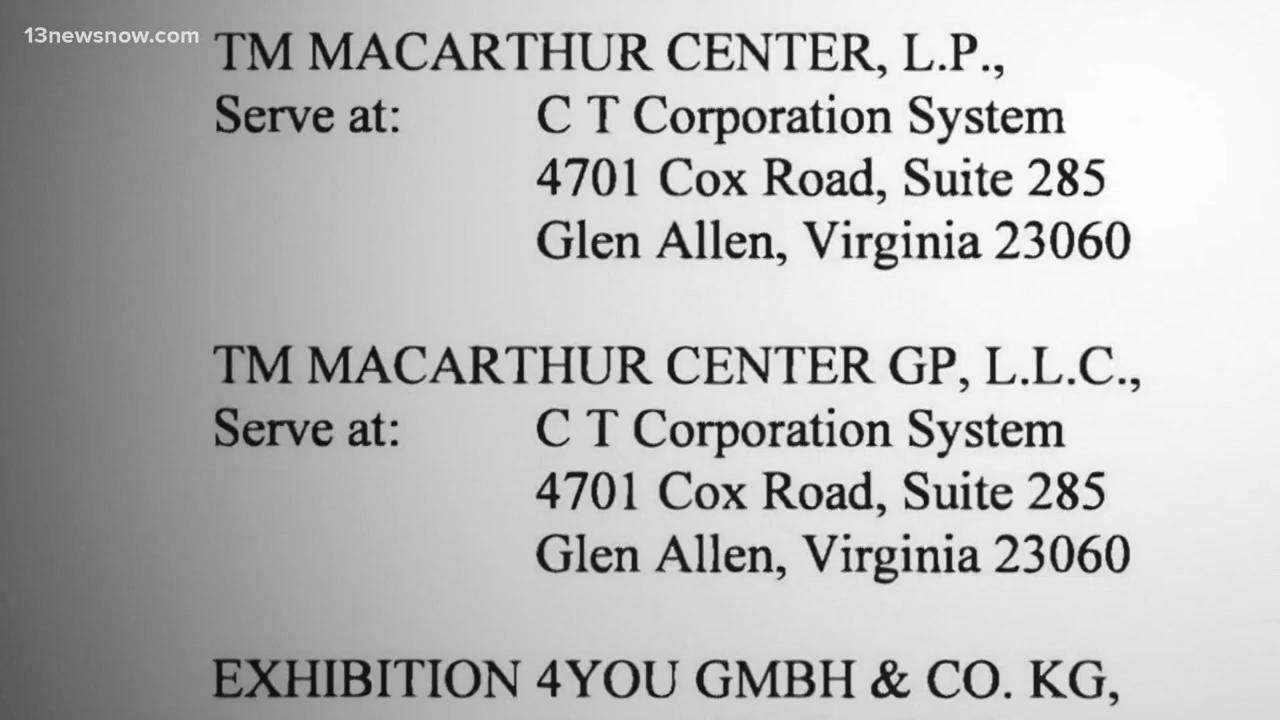 13newsnow.com
TM MACARTHUR CENTER, L.P.,
Serve at: C T Corporation System
4701 Cox Road, Suite 285
Glen Allen, Virginia 23060
TM MACARTHUR CENTER GP, L.L.C.,
Serve at: C T Corporation System
4701 Cox Road, Suite 285
Glen Allen, Virginia 23060
EXHIBITION 4YOU GMBH & CO. KG,